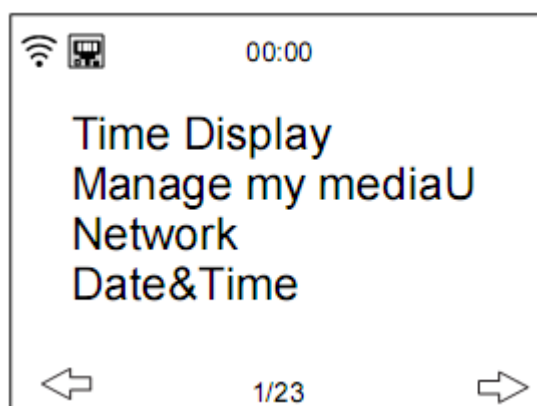 00:00
Time Display
Manage my mediaU
Network
Date&Time
1/23